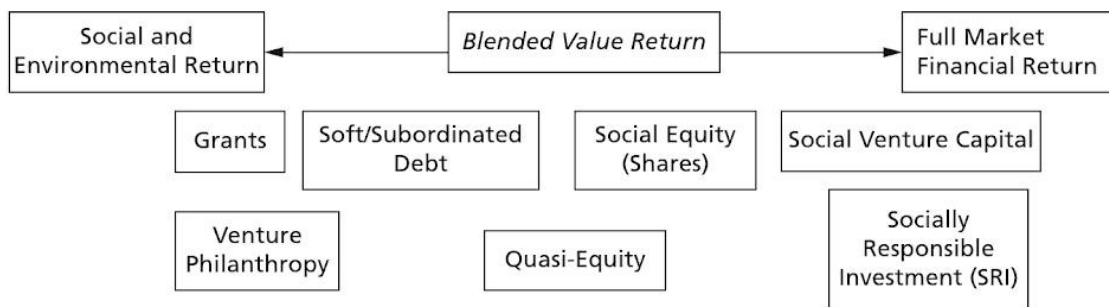 Social and
Environmental Return
Blended Value Return
Full Market
Financial Return
Grants
Soft/Subordinated
Debt
Social Equity
(Shares)
Social Venture Capital
Venture
Philanthropy
Quasi-Equity
Socially
Responsible
Investment (SRI)